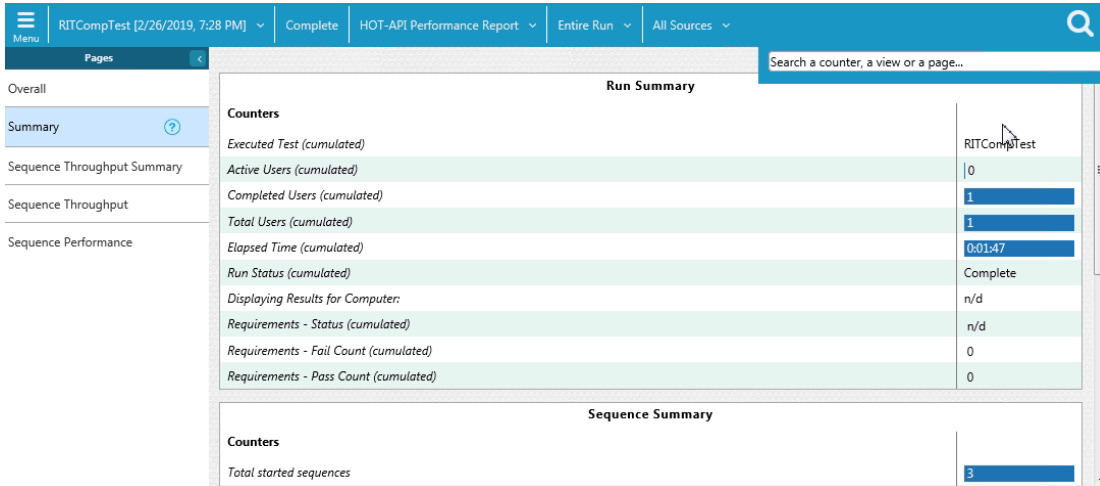 Menu
RITCompTest [2/26/2019, 7:28 PM]
Complete
HOT-API Performance Report
Entire Run
All Sources
Search a counter, a view or a page...
Pages
Overall
Summary ?
Sequence Throughput Summary
Sequence Throughput
Sequence Performance
Run Summary
Counters
Executed Test (cumulated) RITCompTest
Active Users (cumulated) 0
Completed Users (cumulated) 1
Total Users (cumulated) 1
Elapsed Time (cumulated) 0:01:47
Run Status (cumulated) Complete
Displaying Results for Computer: n/d
Requirements - Status (cumulated) n/d
Requirements - Fail Count (cumulated) 0
Requirements - Pass Count (cumulated) 0
Sequence Summary
Counters
Total started sequences 3